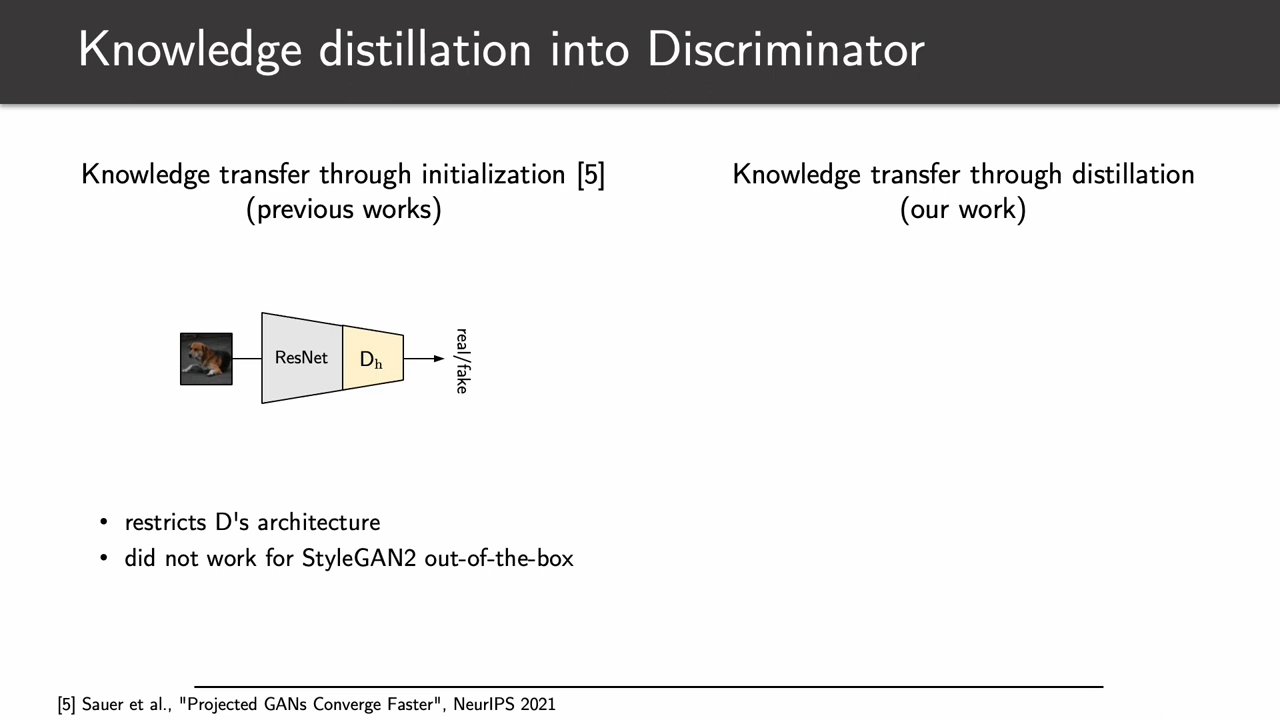 Knowledge distillation into Discriminator
Knowledge transfer through initialization [5]
(previous works)
Knowledge transfer through distillation
(our work)
ResNet
Dh
real/fake
• restricts D's architecture
• did not work for StyleGAN2 out-of-the-box
[5] Sauer et al., "Projected GANs Converge Faster", NeurIPS 2021